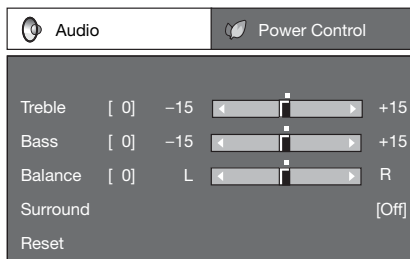 Audio Power Control
Treble [ 0] −15 +15
Bass [ 0] −15 +15
Balance [ 0] L R
Surround [Off]
Reset